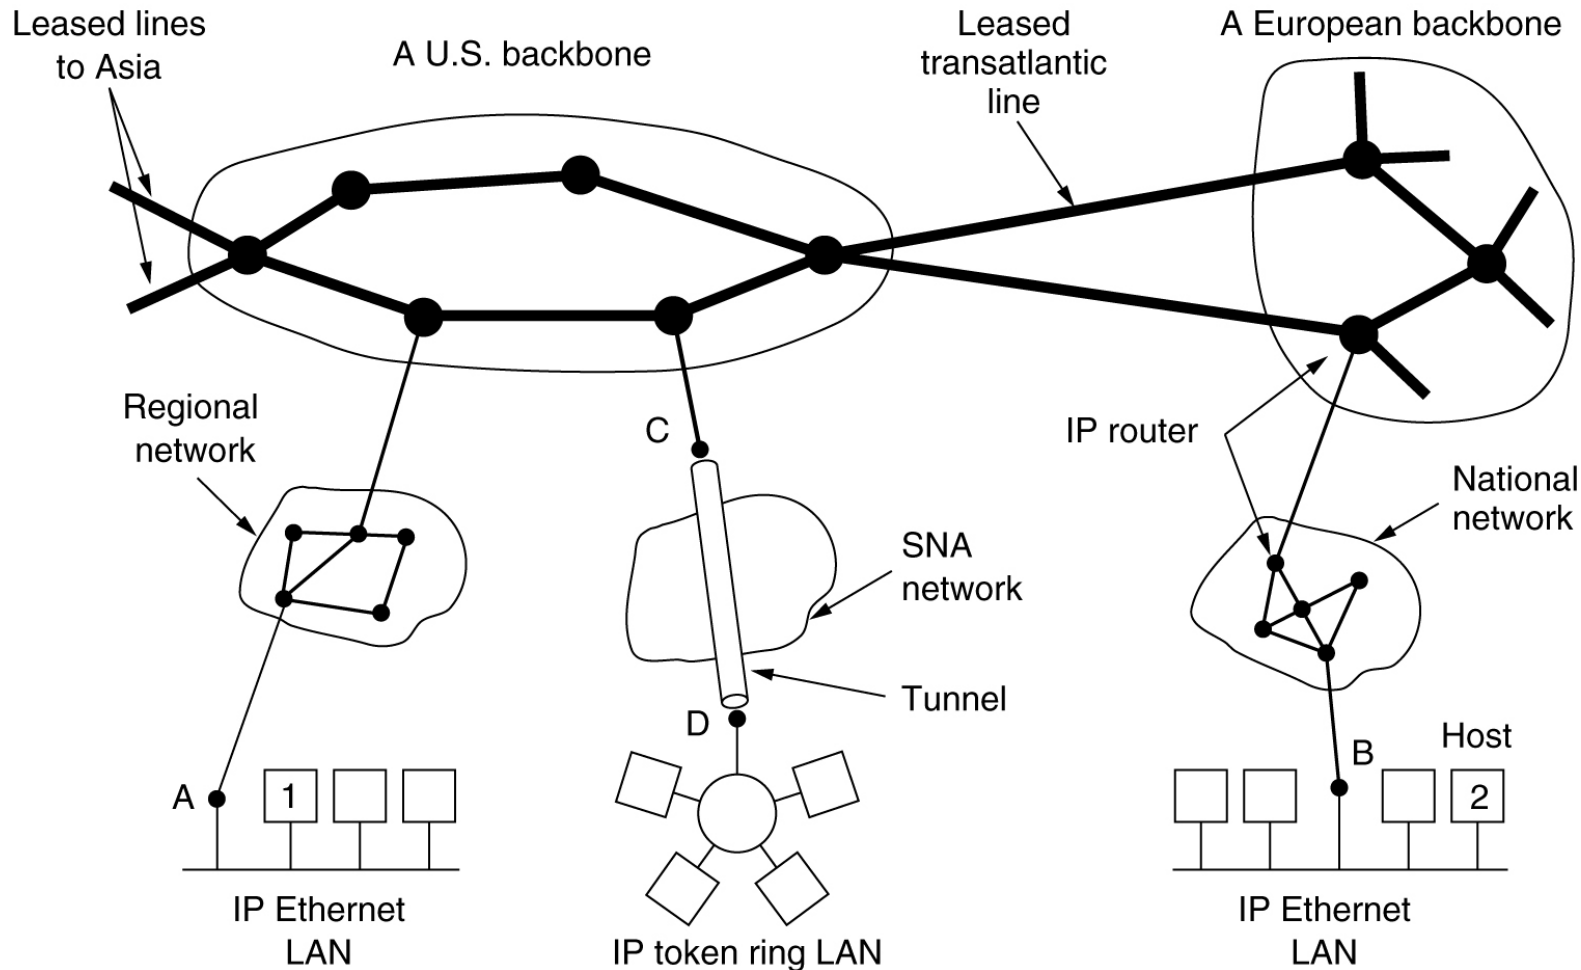 Leased lines
to Asia
A U.S. backbone
Leased
transatlantic
line
A European backbone
Regional
network
C
IP router
National
network
SNA
network
Tunnel
D
A
1
B
Host
2
IP Ethernet
LAN
IP token ring LAN
IP Ethernet
LAN